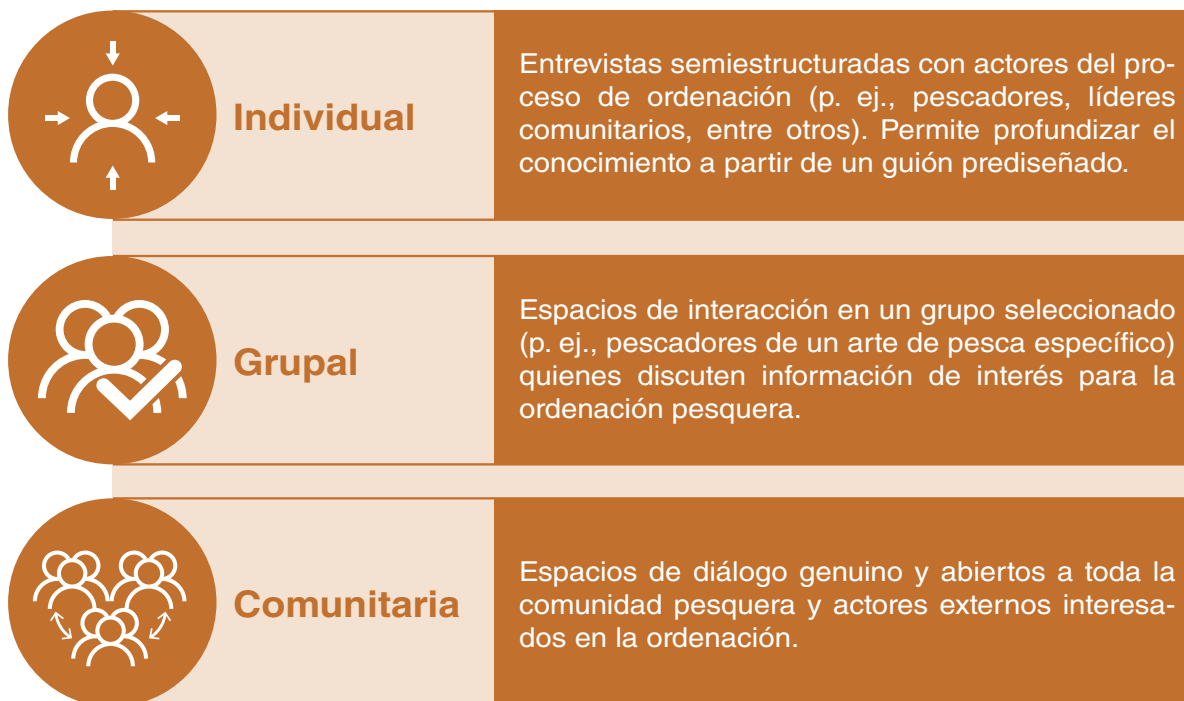 Individual
Entrevistas semiestructuradas con actores del pro-
ceso de ordenación (p. ej., pescadores, líderes
comunitarios, entre otros). Permite profundizar el
conocimiento a partir de un guión prediseñado.
Grupal
Espacios de interacción en un grupo seleccionado
(p. ej., pescadores de un arte de pesca específico)
quienes discuten información de interés para la
ordenación pesquera.
Comunitaria
Espacios de diálogo genuino y abiertos a toda la
comunidad pesquera y actores externos interesa-
dos en la ordenación.